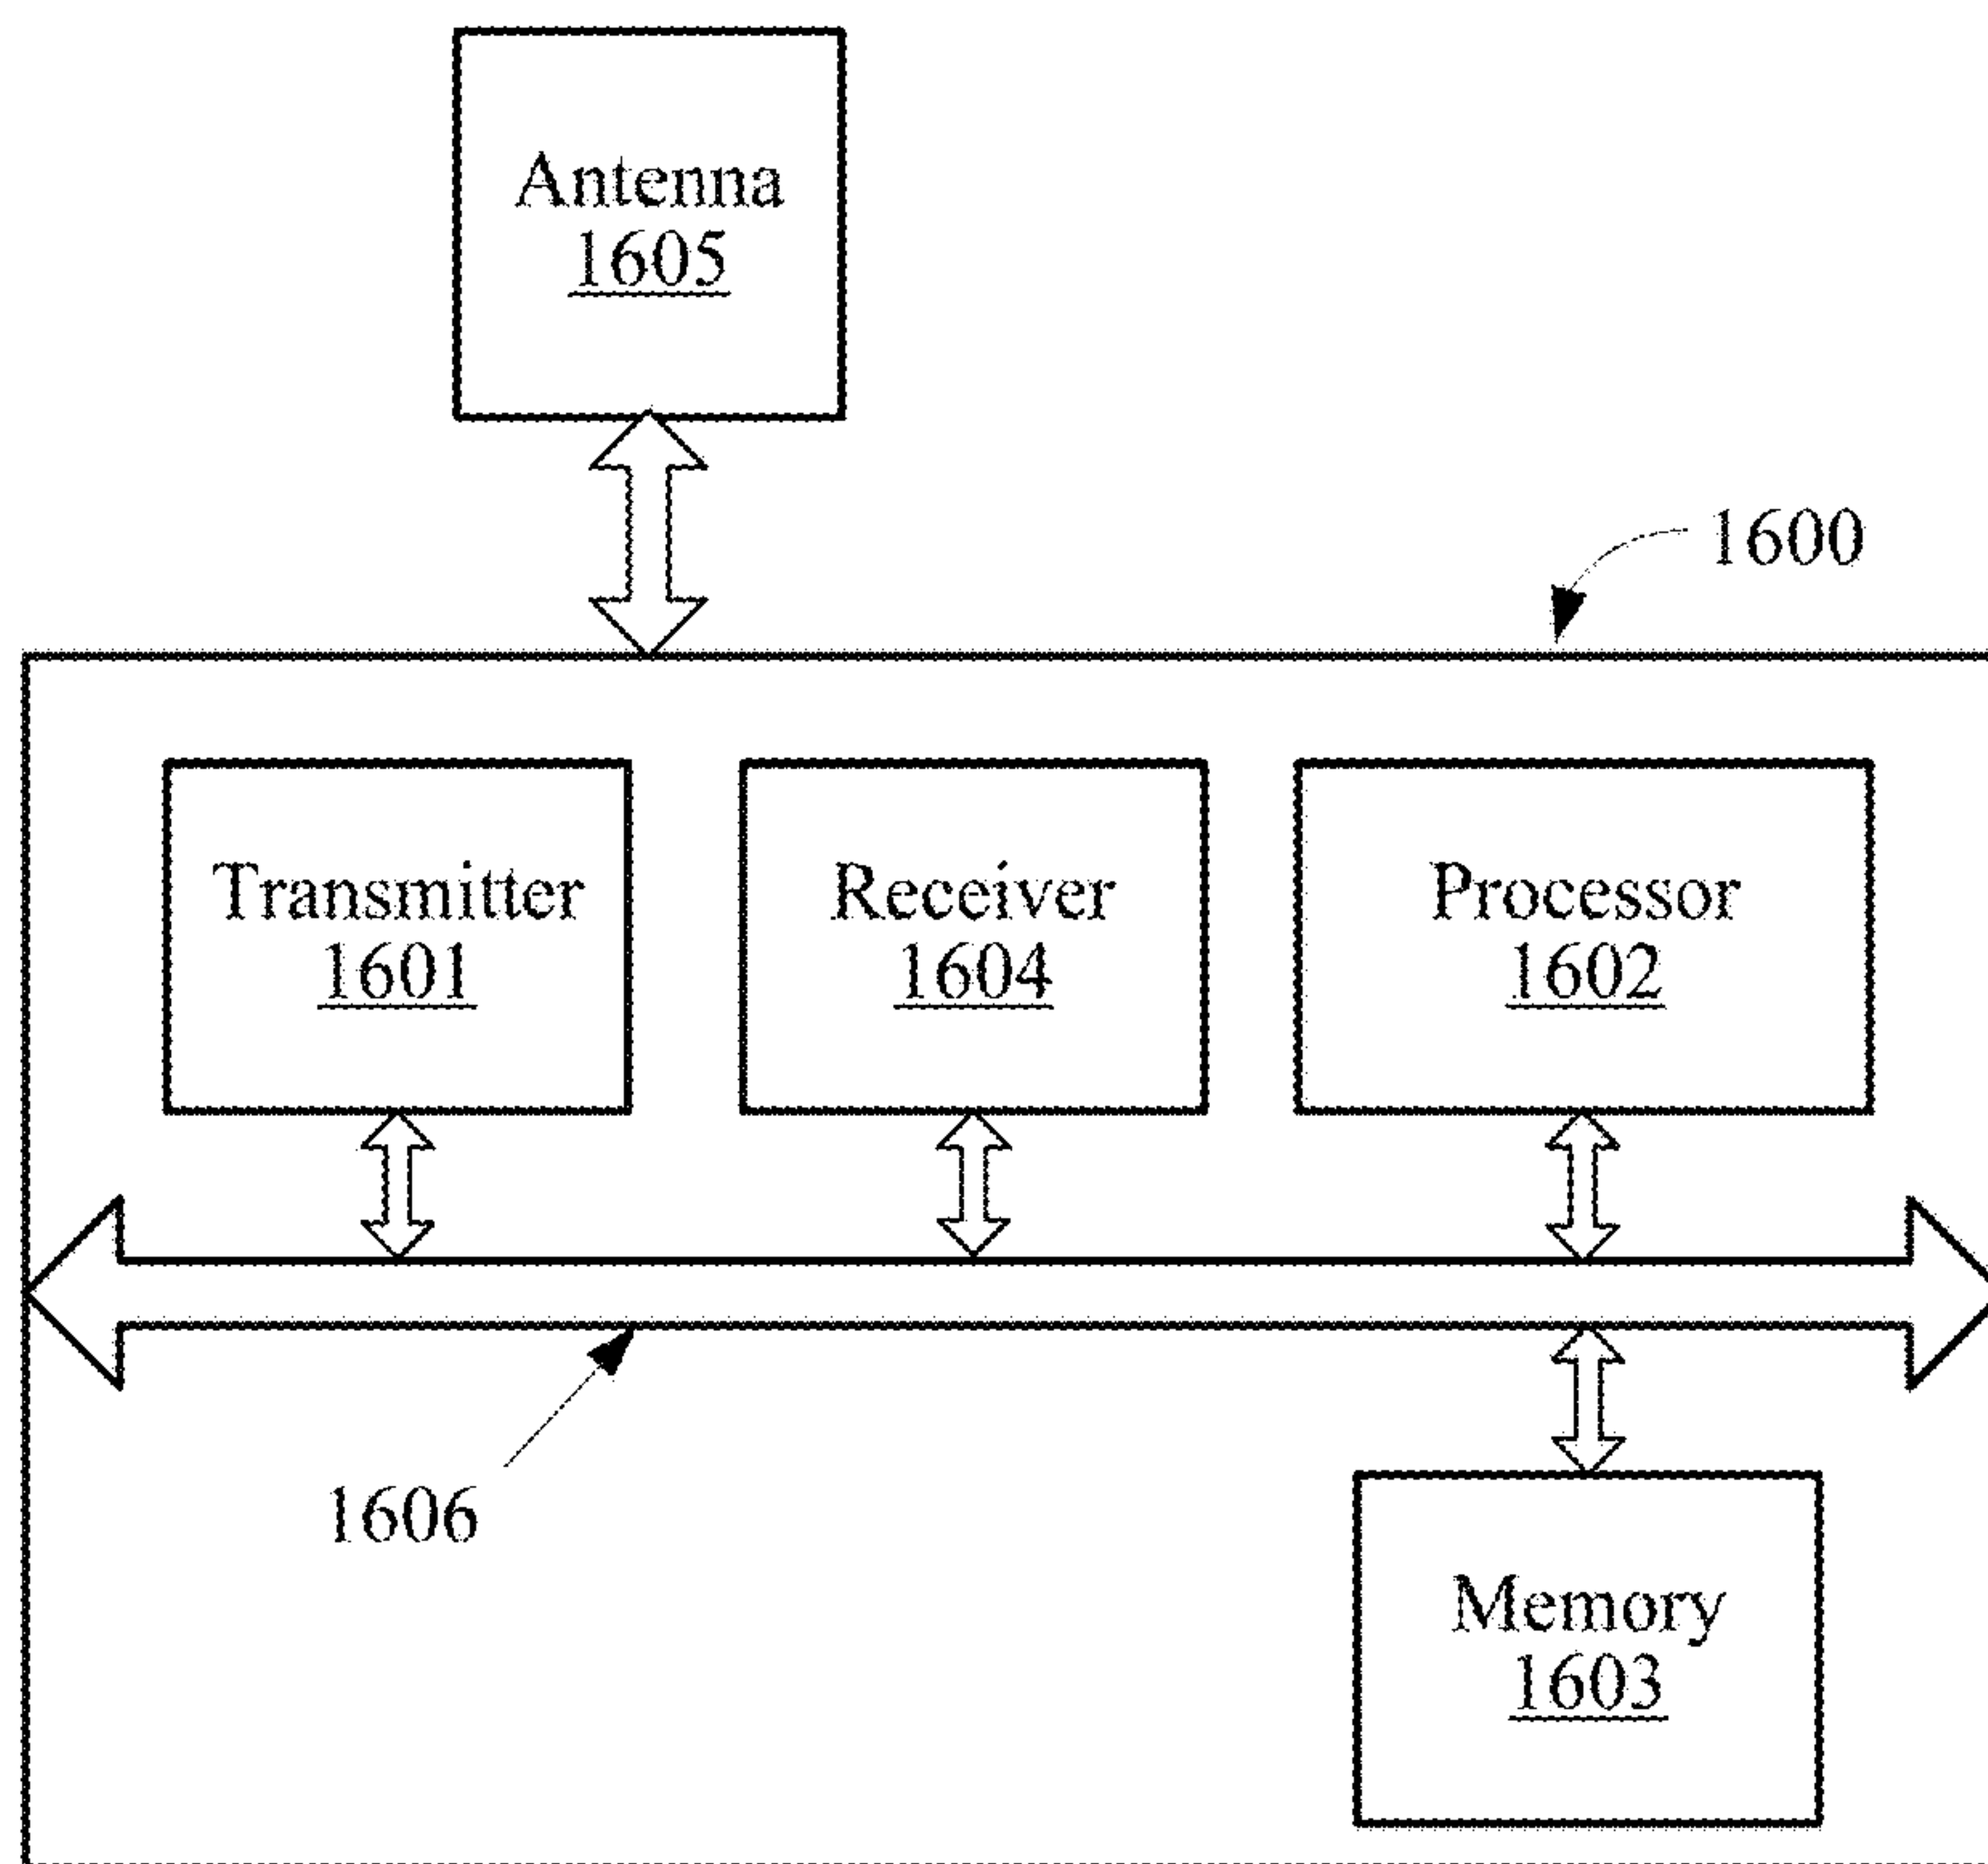 Antenna
1605
1600
Transmitter
1601
Receiver
1604
Processor
1602
1606
Memory
1603